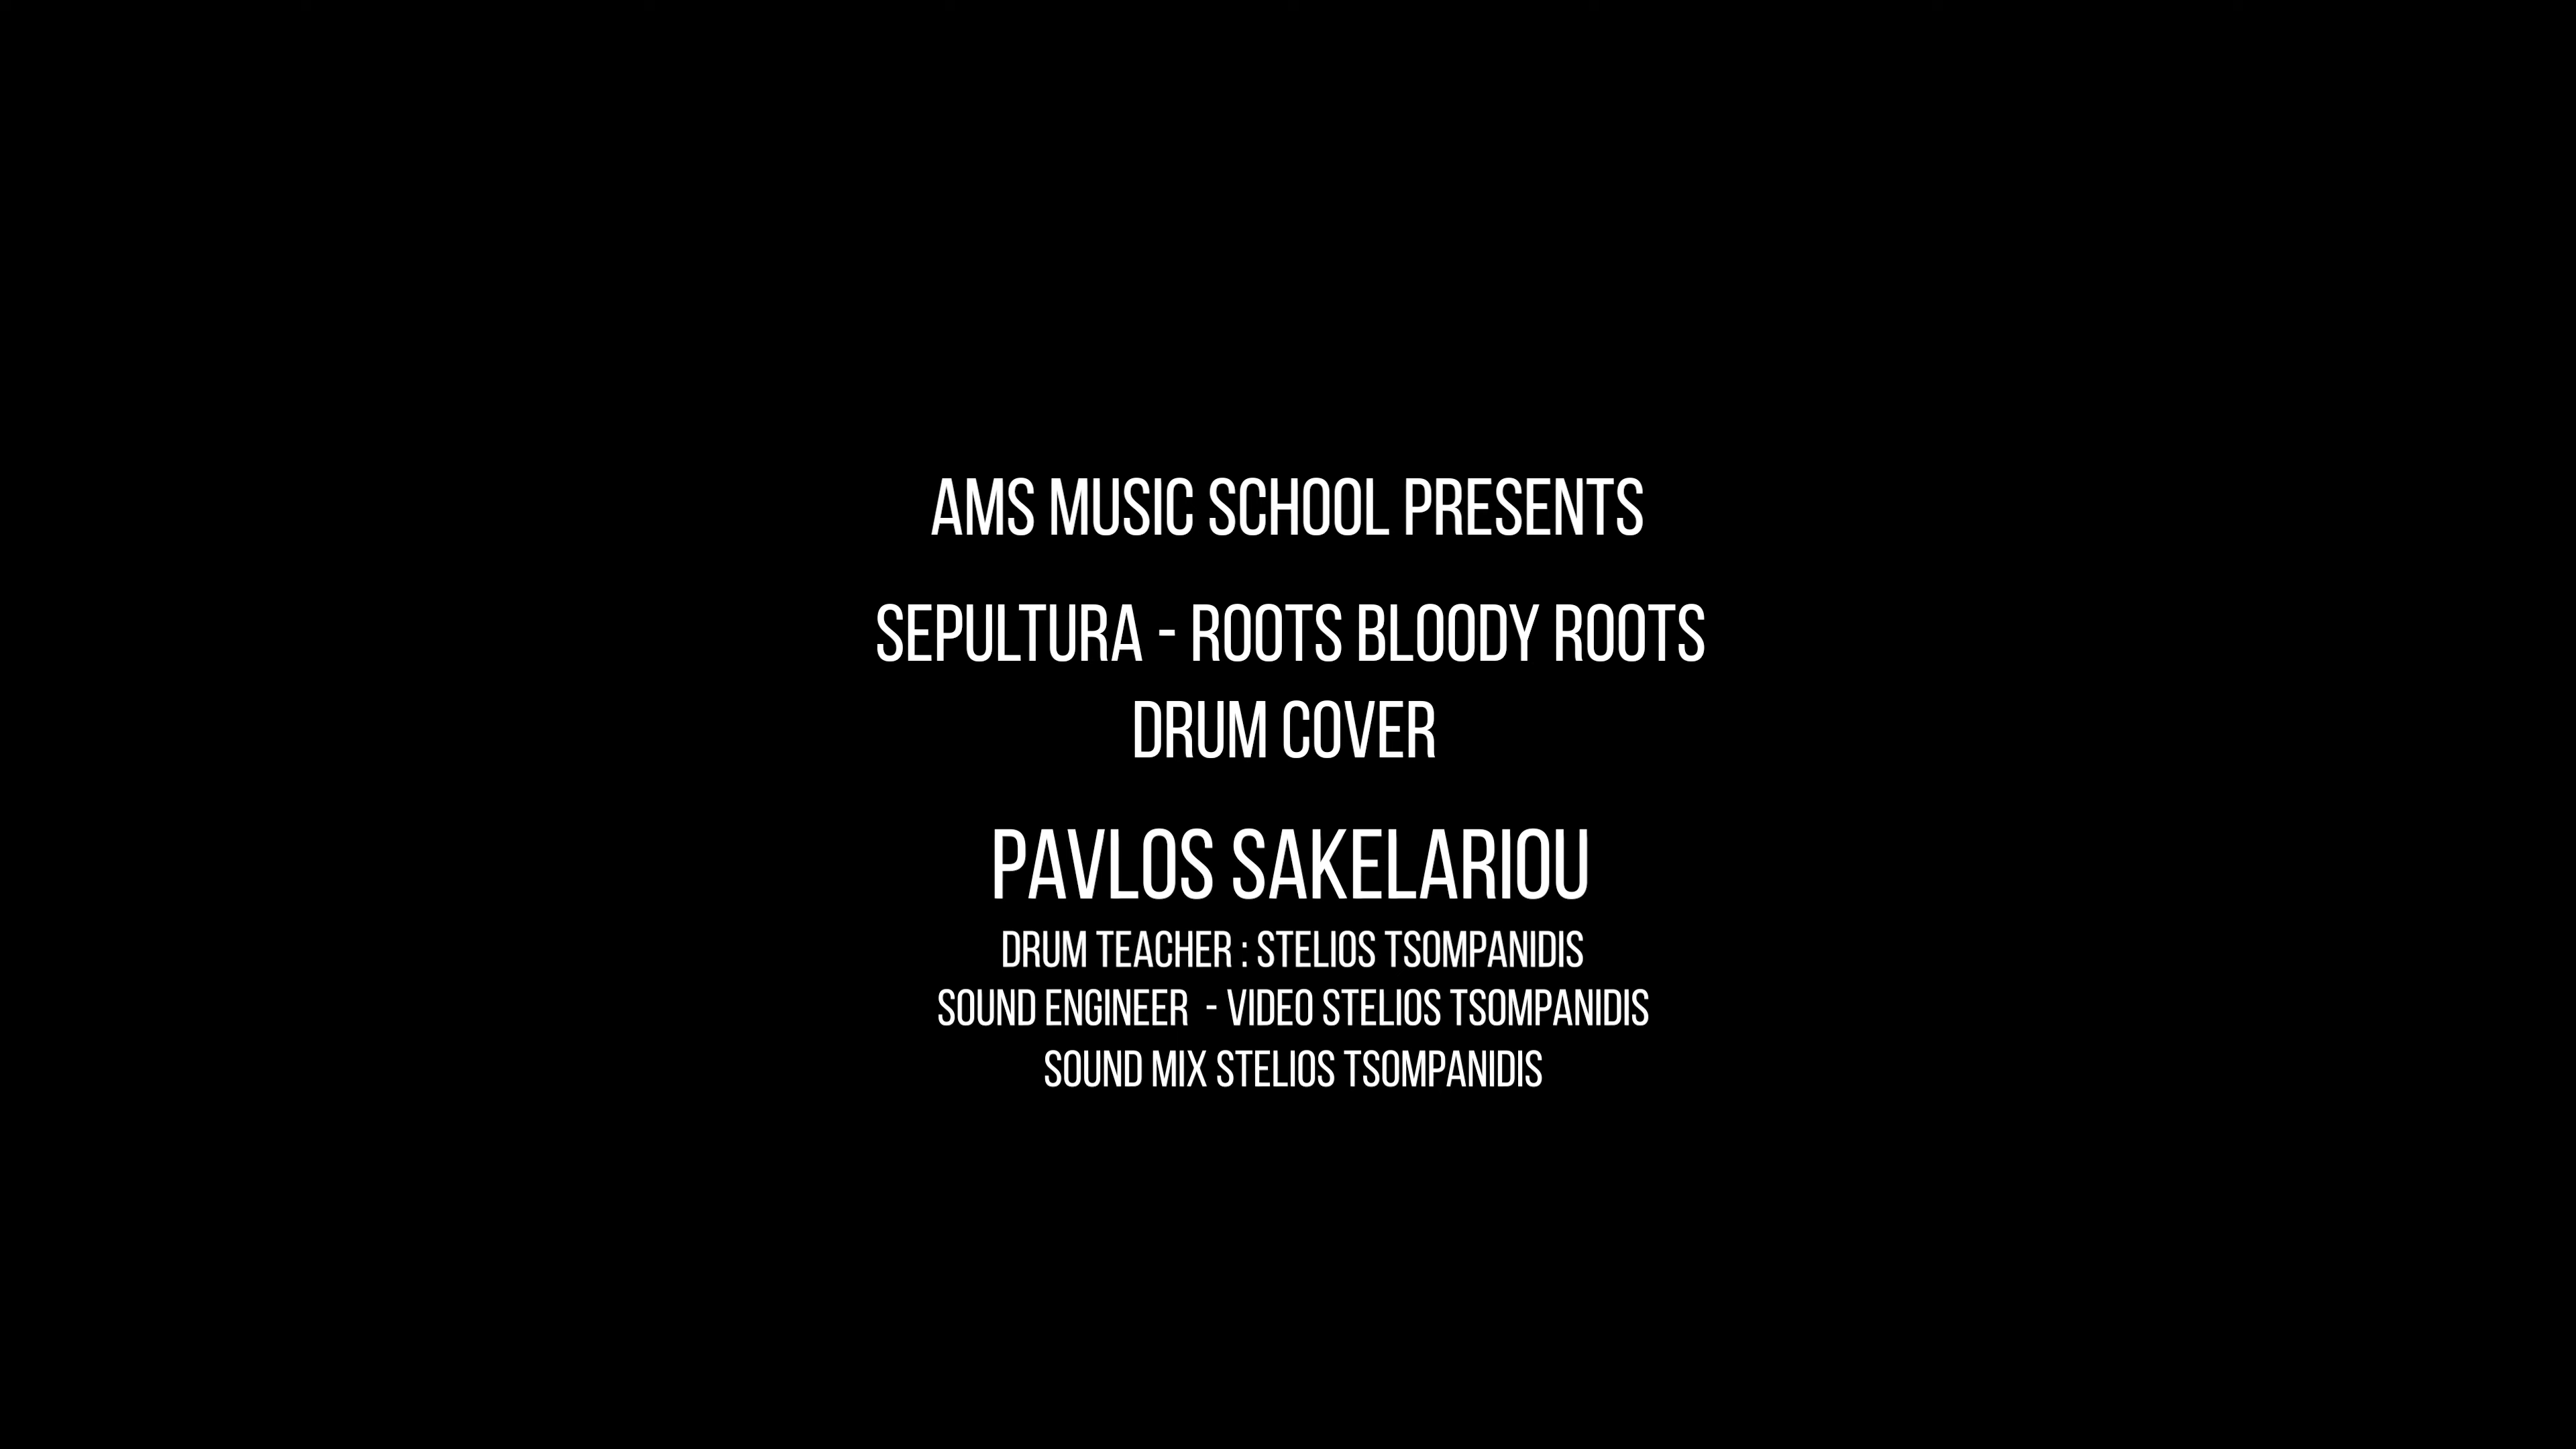 AMS MUSIC SCHOOL PRESENTS
SEPULTURA - ROOTS BLOODY ROOTS
DRUM COVER
PAVLOS SAKELARIOU
DRUM TEACHER : STELIOS TSOMPANIDIS
SOUND ENGINEER  - VIDEO STELIOS TSOMPANIDIS
SOUND MIX STELIOS TSOMPANIDIS